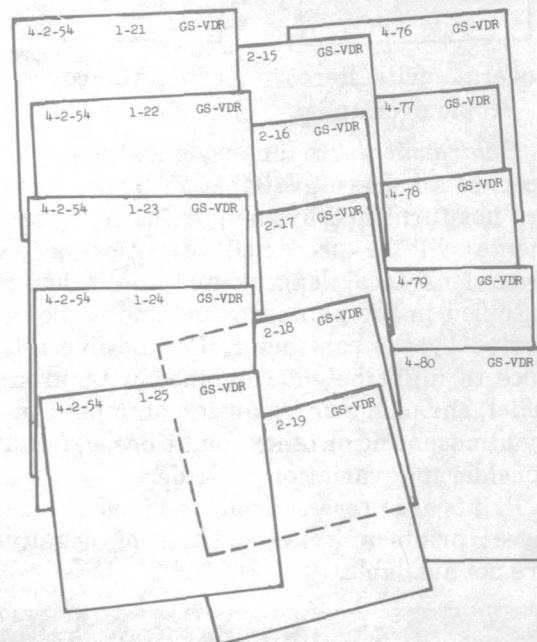 4-2-54 1-21 GS-VDR
4-2-54 1-22 GS-VDR
4-2-54 1-23 GS-VDR
4-2-54 1-24 GS-VDR
4-2-54 1-25 GS-VDR
2-15 GS-VDR
2-16 GS-VDR
2-17 GS-VDR
2-18 GS-VDR
2-19 GS-VDR
4-76 GS-VDR
4-77 GS-VDR
4-78 GS-VDR
4-79 GS-VDR
4-80 GS-VDR